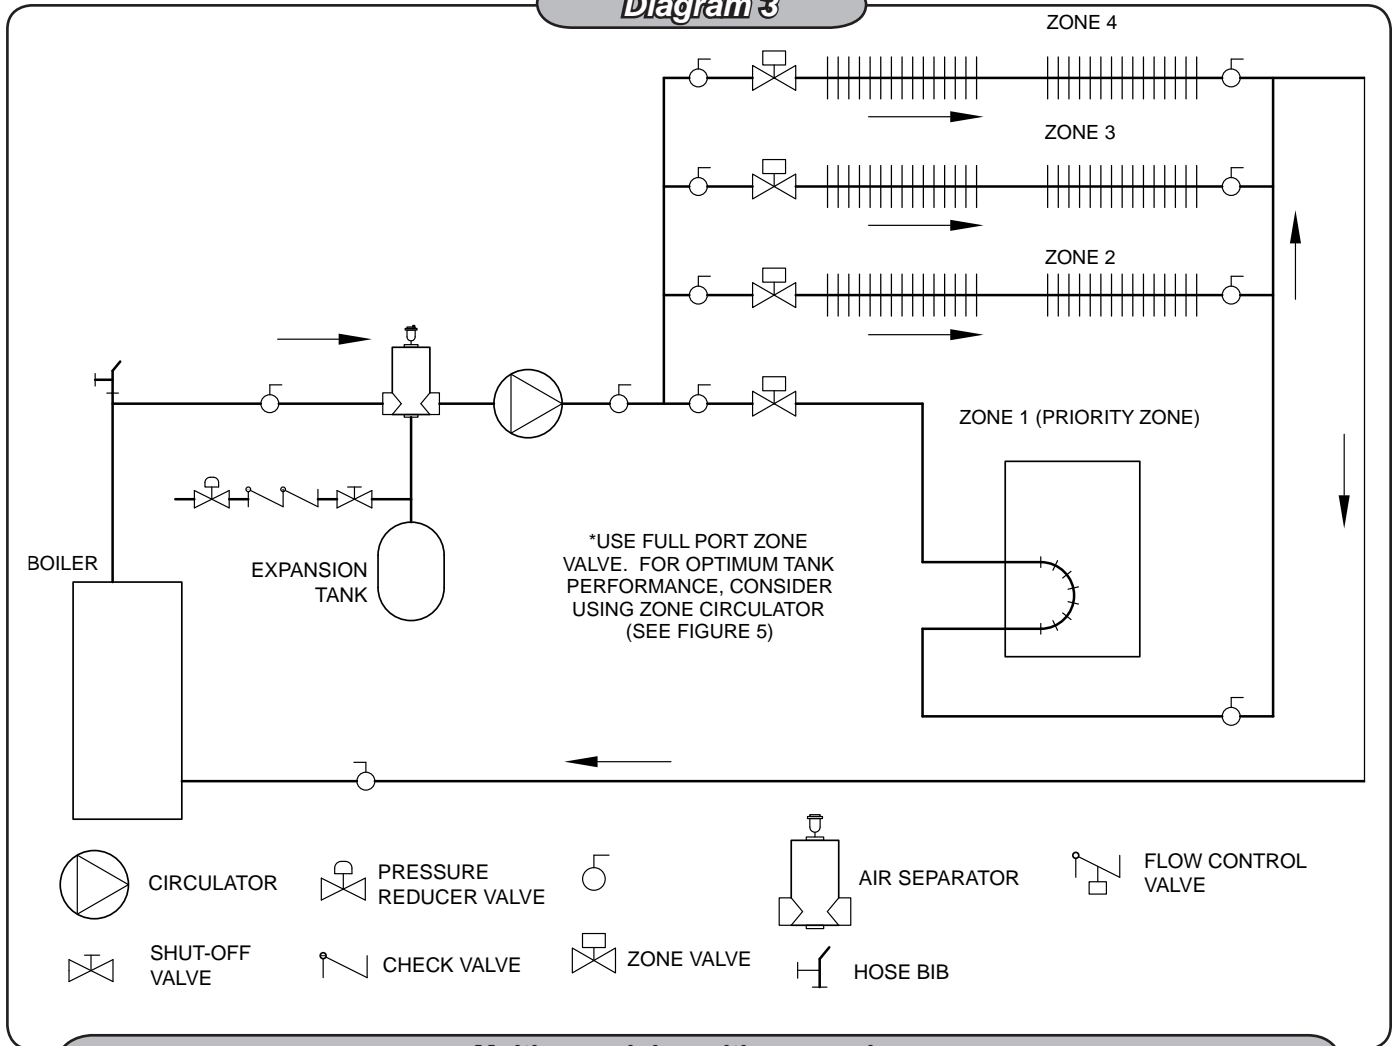 Diagram 3
ZONE 4
ZONE 3
ZONE 2
ZONE 1 (PRIORITY ZONE)
BOILER
EXPANSION
TANK
*USE FULL PORT ZONE
VALVE. FOR OPTIMUM TANK
PERFORMANCE, CONSIDER
USING ZONE CIRCULATOR
(SEE FIGURE 5)
CIRCULATOR
PRESSURE
REDUCER VALVE
AIR SEPARATOR
FLOW CONTROL
VALVE
SHUT-OFF
VALVE
CHECK VALVE
ZONE VALVE
HOSE BIB